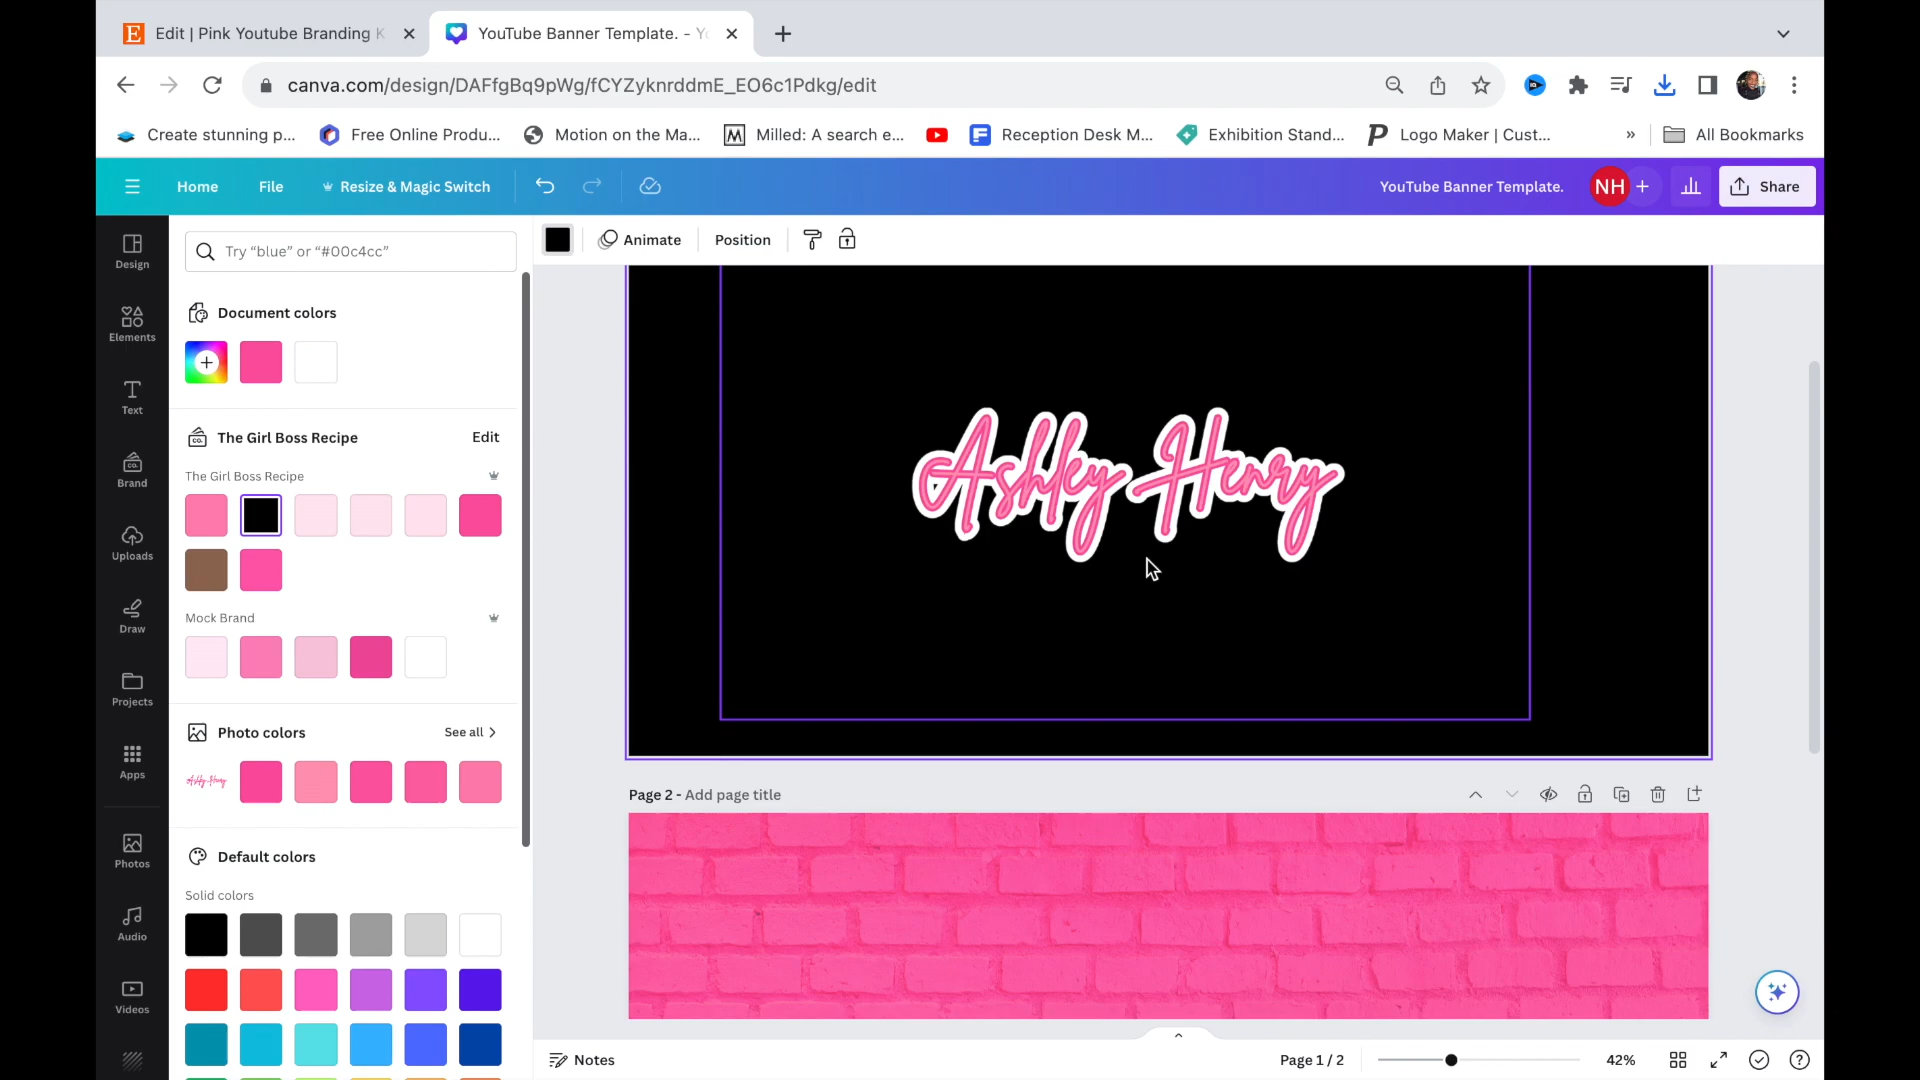 Edit | Pink Youtube Branding K
YouTube Banner Template. - Yo
canva.com/design/DAFfgBq9pWg/fCYZyknrddmE_EO6c1Pdkg/edit
Create stunning p...
Free Online Produ...
Motion on the Ma...
Milled: A search e...
Reception Desk M...
Exhibition Stand...
Logo Maker | Cust...
»
All Bookmarks
Home
File
Resize & Magic Switch
YouTube Banner Template.
NH
Share
Design
Elements
Text
Brand
Uploads
Draw
Projects
Apps
Photos
Audio
Videos
Try “blue” or “#00c4cc”
Document colors
The Girl Boss Recipe
Edit
The Girl Boss Recipe
Mock Brand
Photo colors
See all
Ashley Henry
Default colors
Solid colors
Animate
Position
Ashley Henry
Page 2 - Add page title
Notes
Page 1 / 2
42%